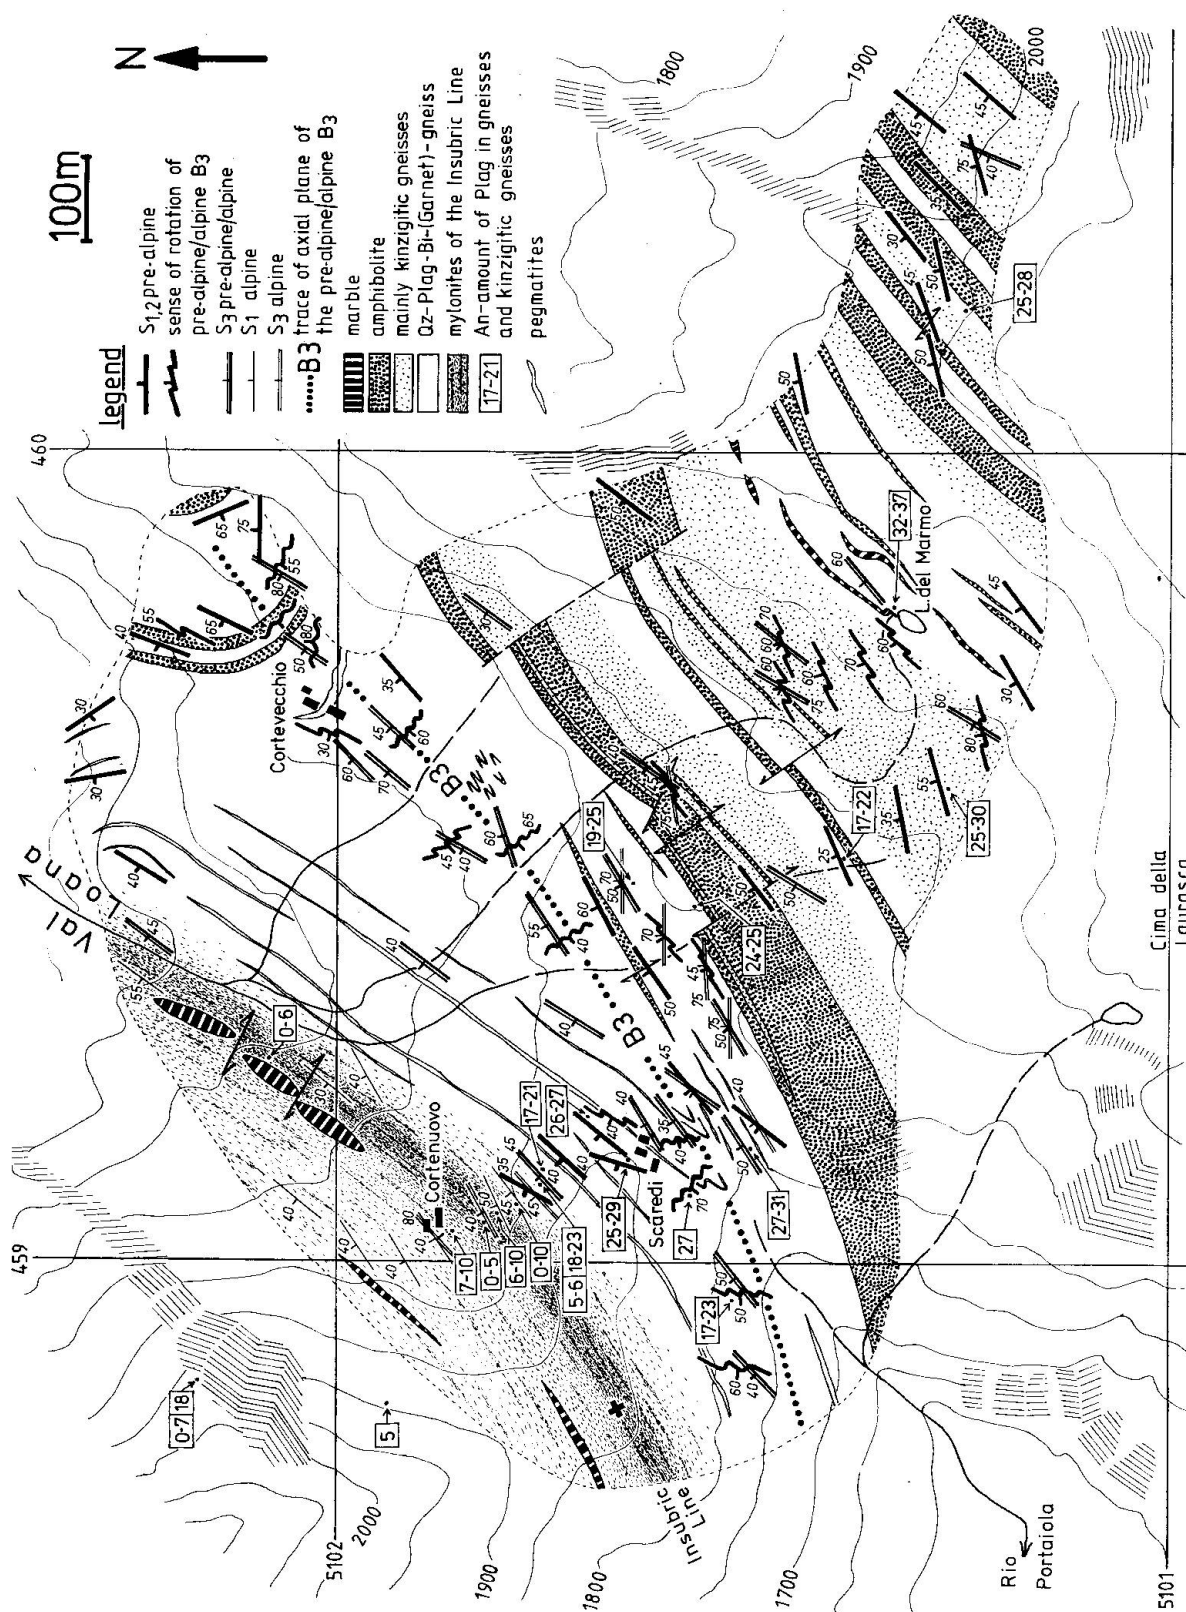 100m
N
legend
S1,2 pre-alpine
sense of rotation of
pre-alpine/alpine B3
S3 pre-alpine/alpine
S1 alpine
S3 alpine
B3 trace of axial plane of
the pre-alpine/alpine B3
marble
amphibolite
mainly kinzigitic gneisses
Qz-Plag-Bi-(Garnet)-gneiss
mylonites of the Insubric Line
17-21 An-amount of Plag in gneisses
and kinzigitic gneisses
pegmatites
460
459
5102
5101
2000
1900
1800
1700
1800
1900
2000
Val Loana
Cortevecchio
Cortenuovo
Scaredi
L.del Marmo
Cima della
Laurasca
Rio
Portaiola
Insubric
Line
B3
B3
0-7 18
5
0-6
7-10
0-5
6-10
0-10
5-6 18-23
17-21
26-27
25-29
27
17-23
27-31
19-25
24-25
17-22
25-30
32-37
25-28